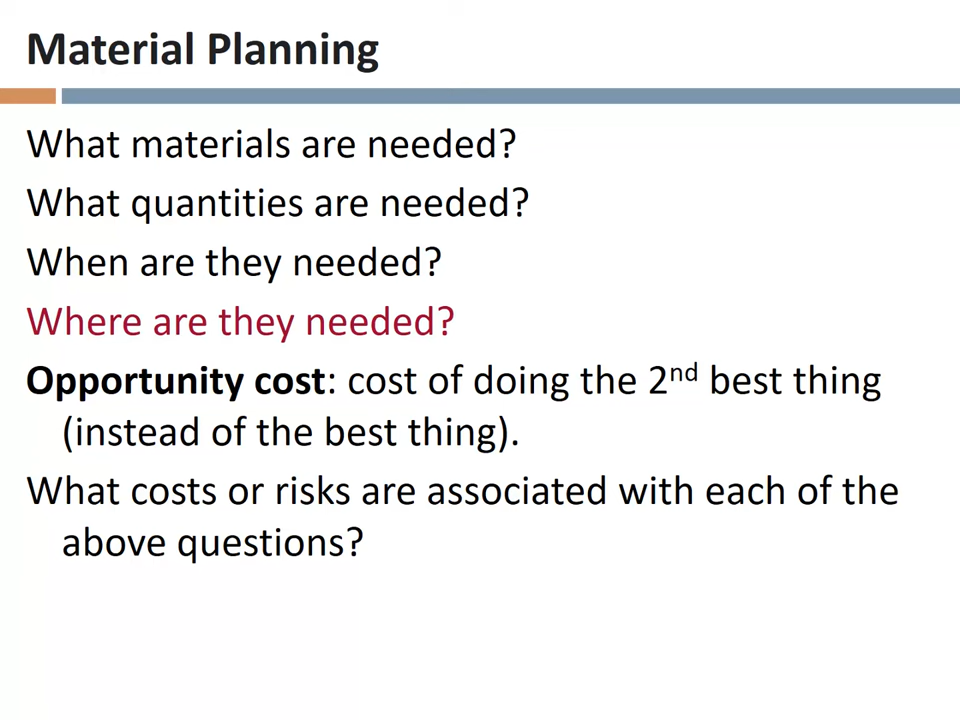 Material Planning
What materials are needed?
What quantities are needed?
When are they needed?
Where are they needed?
Opportunity cost: cost of doing the 2nd best thing
(instead of the best thing).
What costs or risks are associated with each of the
above questions?